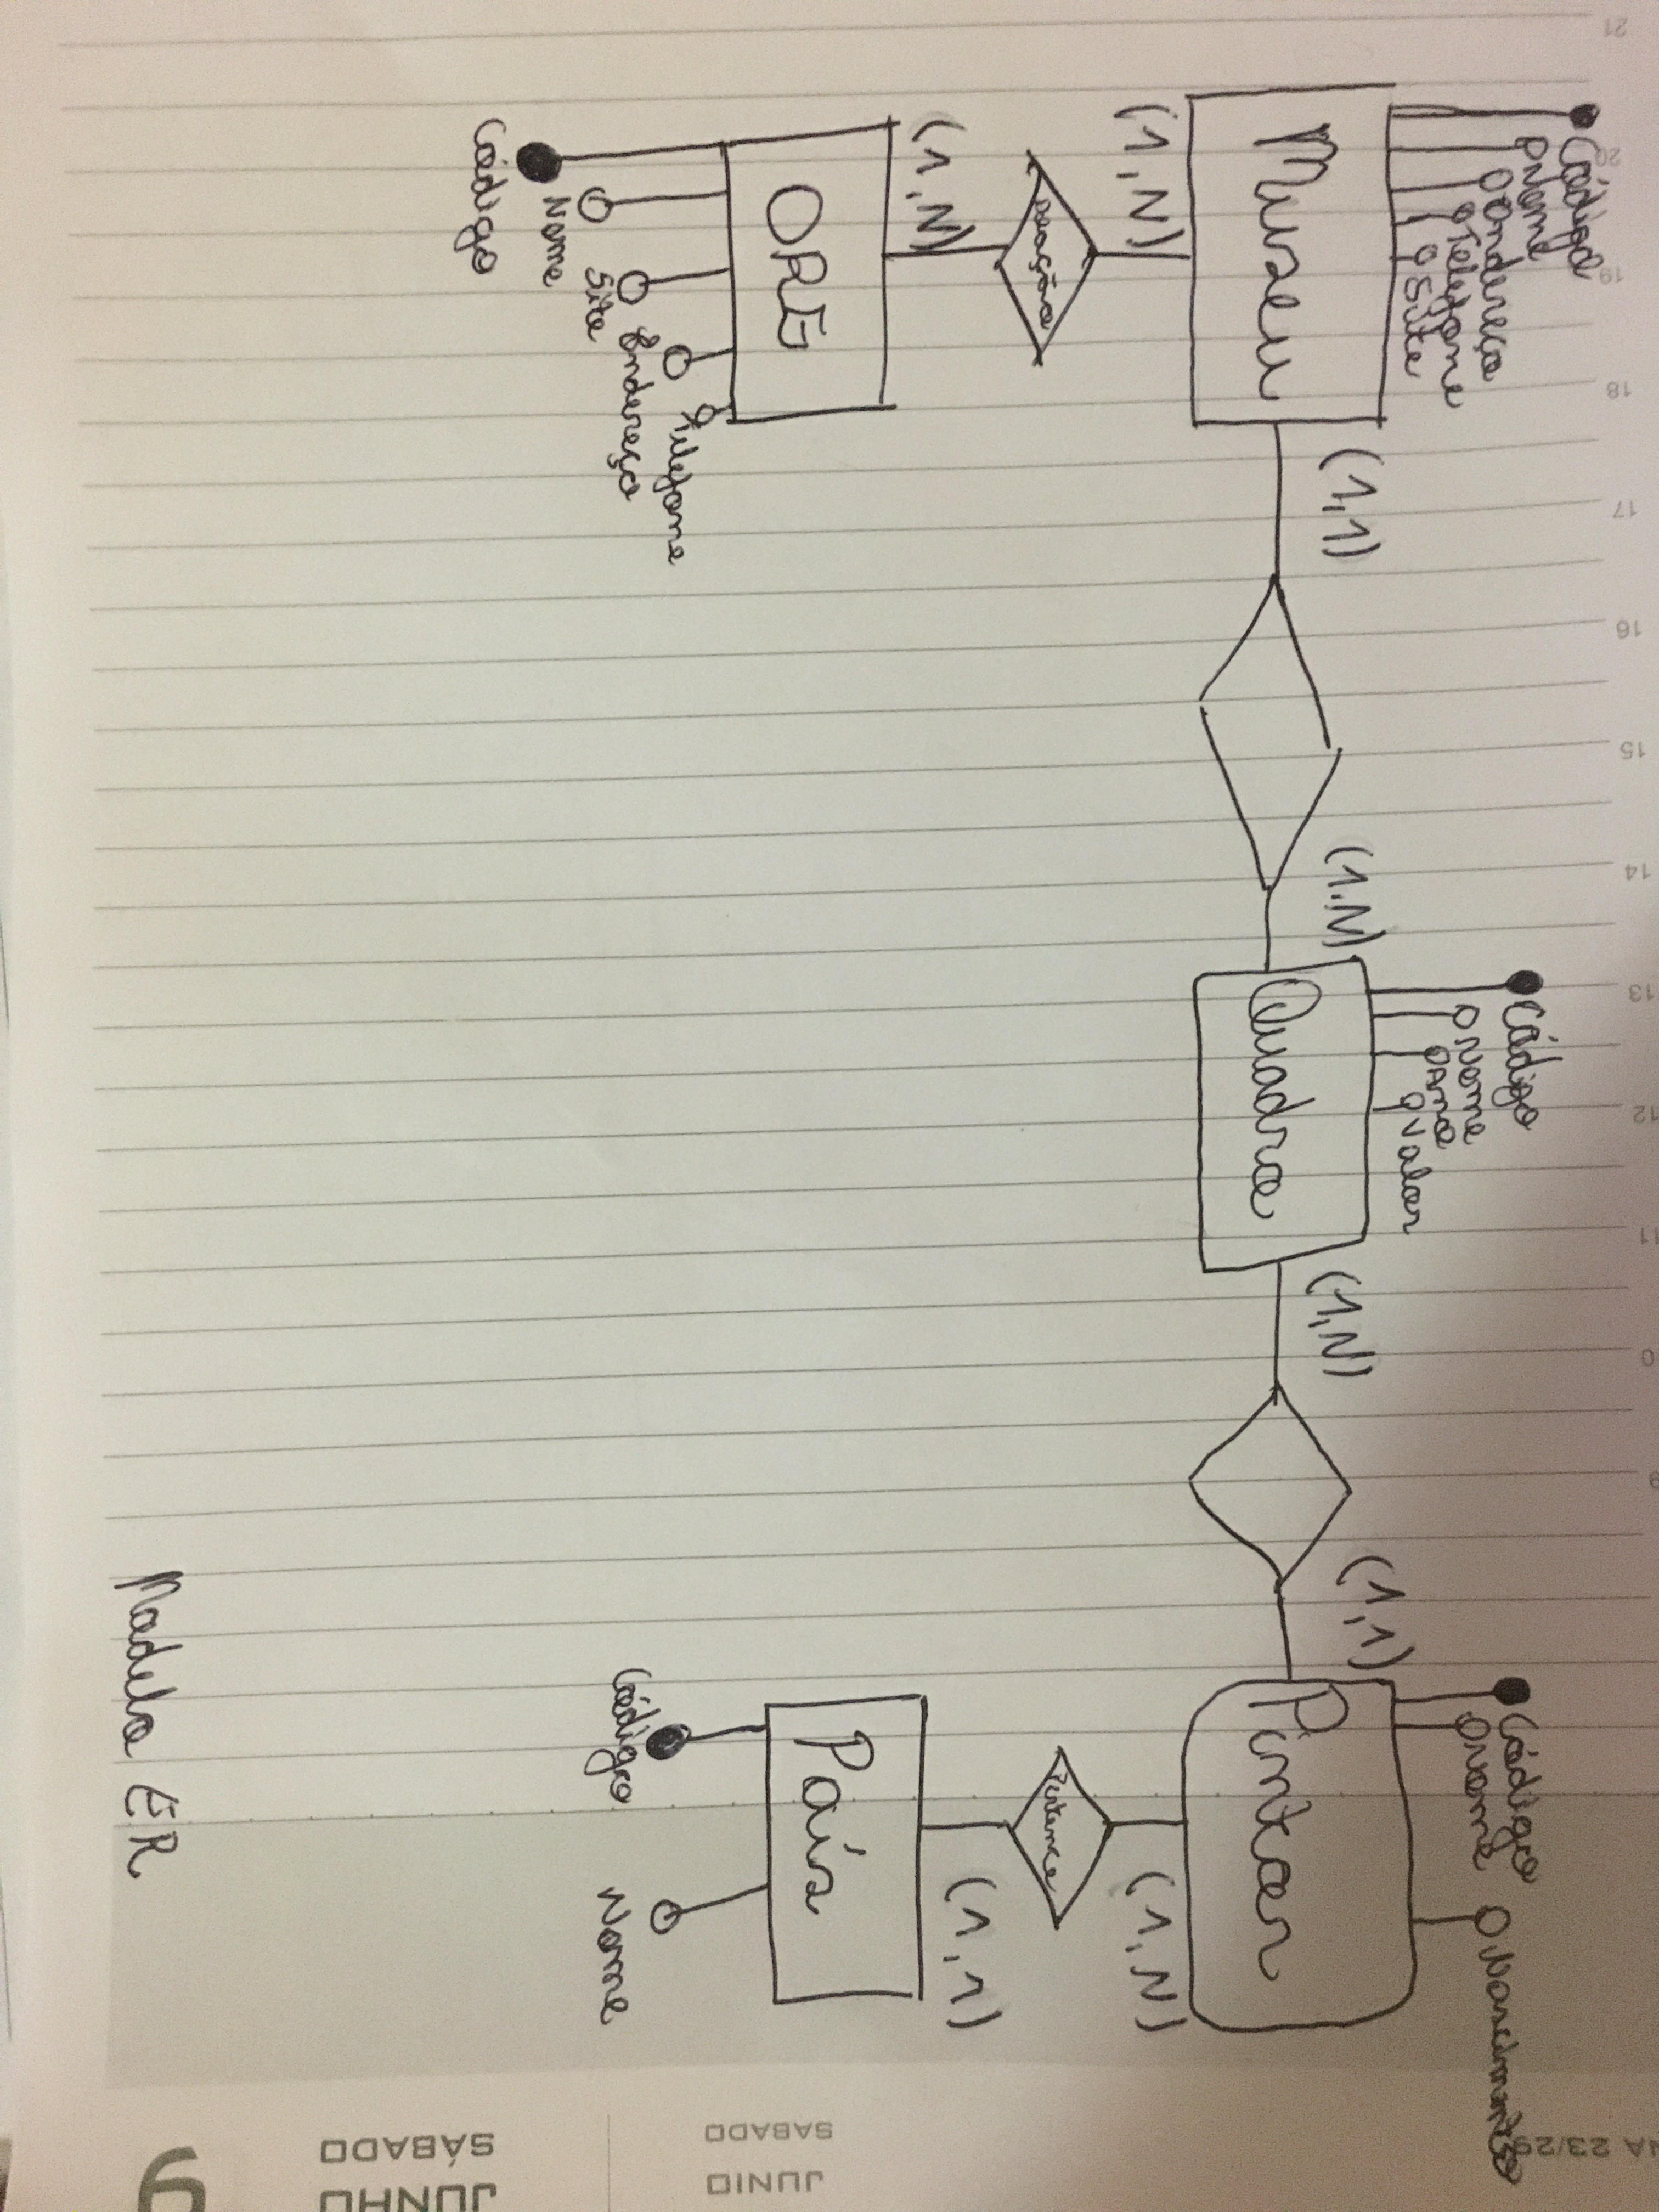 21 20 19 18 17 16 15 14 13 12 11 0 9
NA 23/29
Código
Nome
Endereço
Telefone
Site
Museu
(1,1)
(1.N)
Código
Nome
Ano
Valor
Quadro
(1,N)
(1,1)
Código
Nome
Nascimento
Pintor
(1,N)
Doação
(1,N)
ORG
Telefone
Endereço
Site
Nome
Código
(1,N)
Pertence
(1,1)
País
Código
Nome
JUNIO
SABADO
JUNHO
SÁBADO
9
Modelo ER